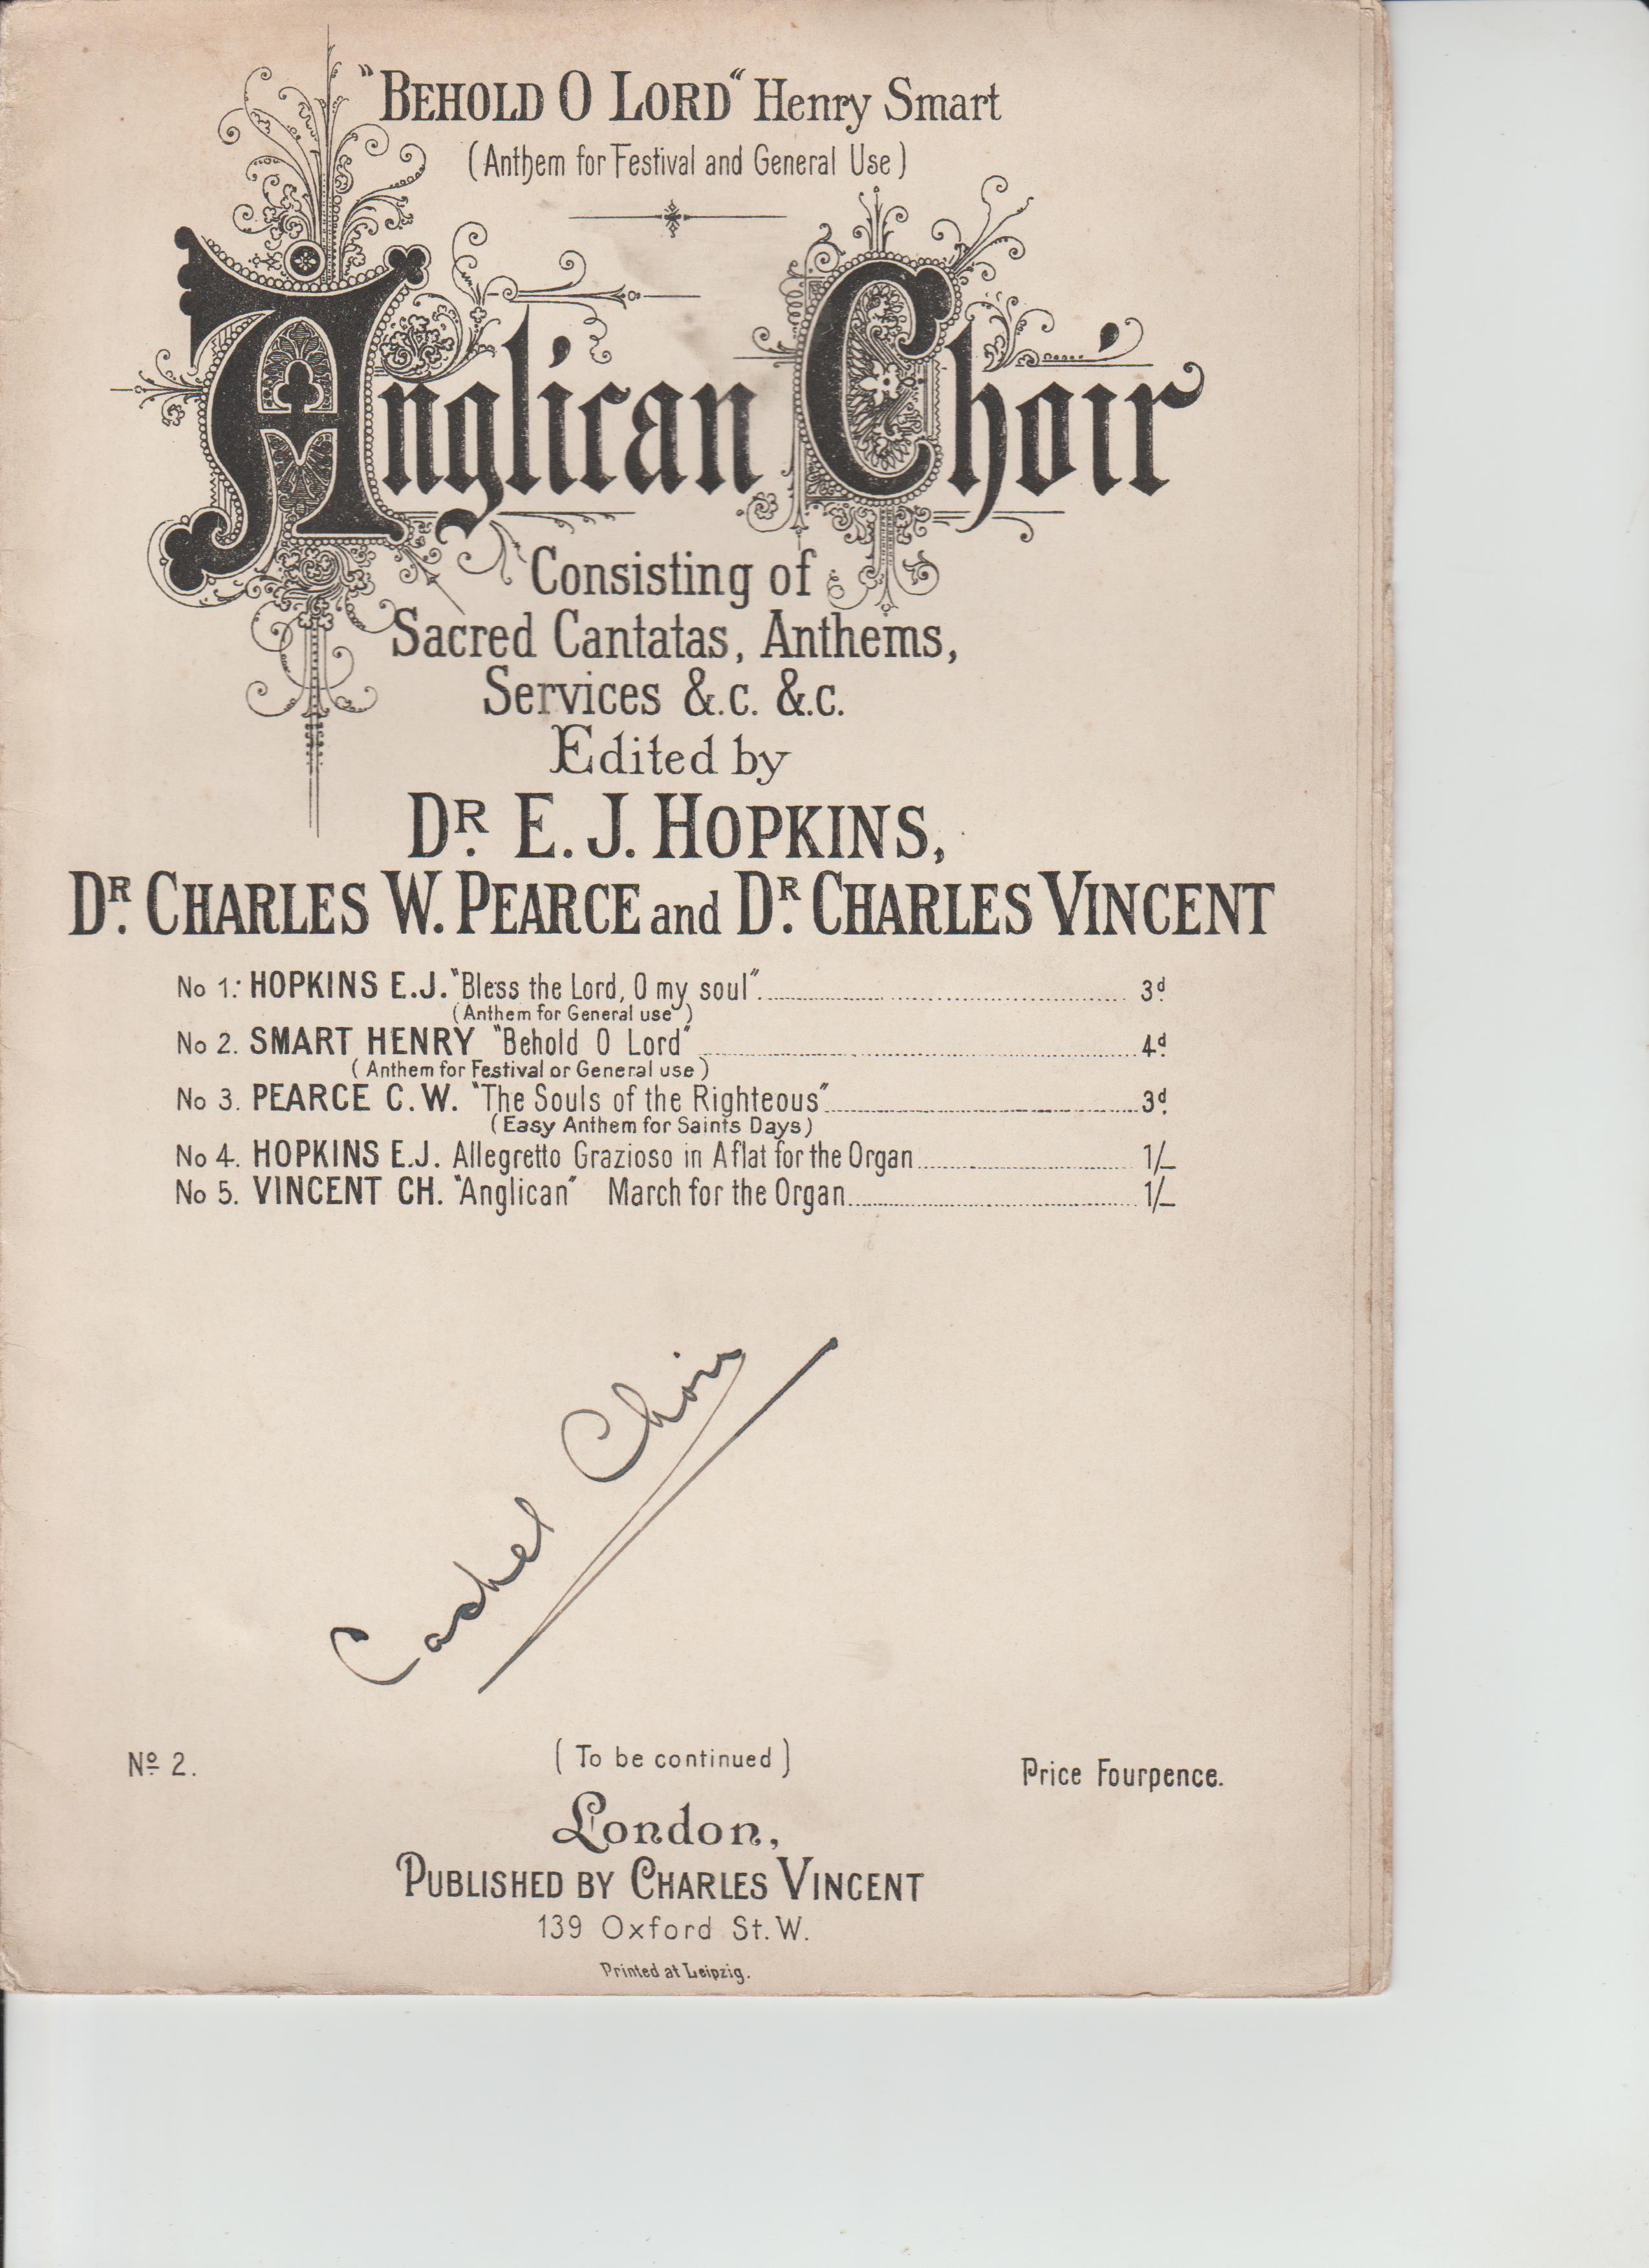 "BEHOLD O LORD" Henry Smart
(Anthem for Festival and General Use)
Anglican Choir
Consisting of
Sacred Cantatas, Anthems,
Services &.c. &.c.
Edited by
DR. E. J. HOPKINS,
DR. CHARLES W. PEARCE and DR. CHARLES VINCENT
No 1. HOPKINS E.J. "Bless the Lord, O my soul". 3d.
(Anthem for General use)
No 2. SMART HENRY "Behold O Lord" 4d.
(Anthem for Festival or General use)
No 3. PEARCE C.W. "The Souls of the Righteous" 3d.
(Easy Anthem for Saints Days)
No 4. HOPKINS E.J. Allegretto Grazioso in A flat for the Organ 1/–
No 5. VINCENT CH. "Anglican" March for the Organ 1/–
Cashel Choir
No 2.
(To be continued)
Price Fourpence.
London,
PUBLISHED BY CHARLES VINCENT
139 Oxford St. W.
Printed at Leipzig.